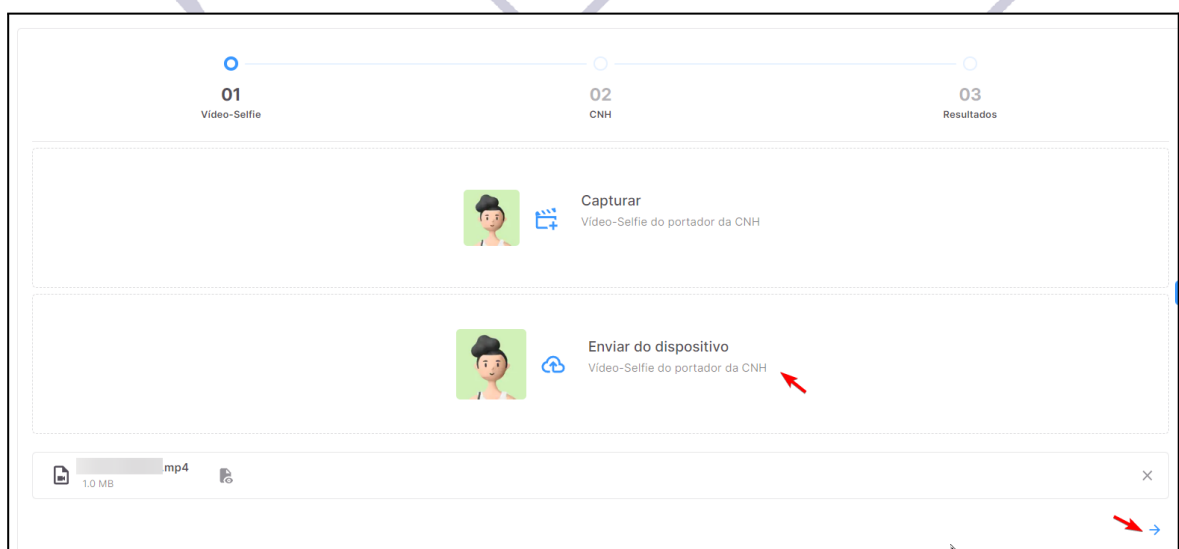 01
Vídeo-Selfie
02
CNH
03
Resultados
Capturar
Vídeo-Selfie do portador da CNH
Enviar do dispositivo
Vídeo-Selfie do portador da CNH
.mp4
1.0 MB